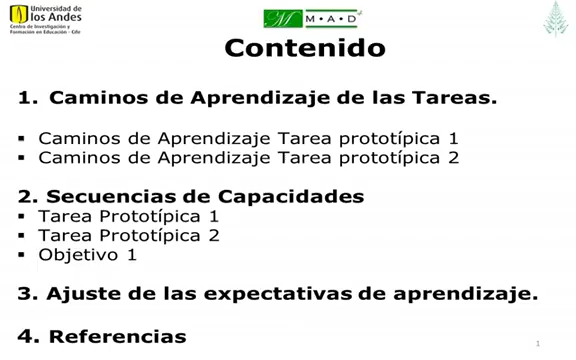 Universidad de
los Andes
Centro de Investigación y
Formación en Educación - Cife
M M • A • D
Contenido
1. Caminos de Aprendizaje de las Tareas.
▪ Caminos de Aprendizaje Tarea prototípica 1
▪ Caminos de Aprendizaje Tarea prototípica 2
2. Secuencias de Capacidades
▪ Tarea Prototípica 1
▪ Tarea Prototípica 2
▪ Objetivo 1
3. Ajuste de las expectativas de aprendizaje.
4. Referencias
1